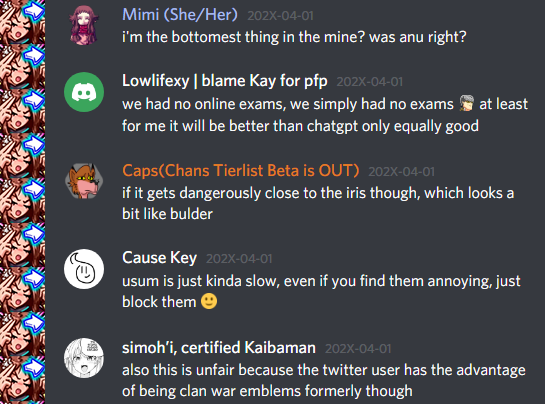 Mimi (She/Her) 202X-04-01
i'm the bottomest thing in the mine? was anu right?
Lowlifexy | blame Kay for pfp 202X-04-01
we had no online exams, we simply had no exams at least
for me it will be better than chatgpt only equally good
Caps(Chans Tierlist Beta is OUT) 202X-04-01
if it gets dangerously close to the iris though, which looks a
bit like bulder
Cause Key 202X-04-01
usum is just kinda slow, even if you find them annoying, just
block them 🙂
simoh'i, certified Kaibaman 202X-04-01
also this is unfair because the twitter user has the advantage
of being clan war emblems formerly though